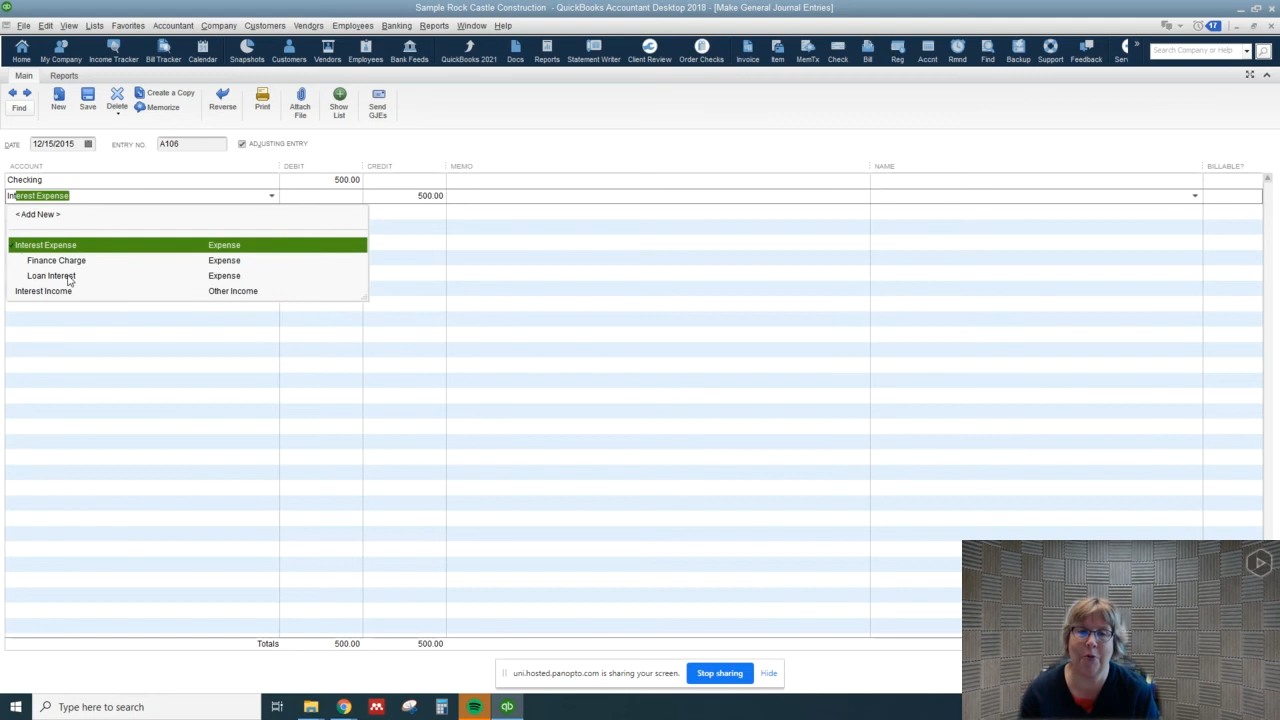 Sample Rock Castle Construction - QuickBooks Accountant Desktop 2018 - [Make General Journal Entries]
File Edit View Lists Favorites Accountant Company Customers Vendors Employees Banking Reports Window Help 17
Home My Company Income Tracker Bill Tracker Calendar Snapshots Customers Vendors Employees Bank Feeds QuickBooks 2021 Docs Reports Statement Writer Client Review Order Checks Invoice Item MemTx Check Bill Reg Accnt Rmnd Find Backup Support Feedback Serv Search Company or Help
Main Reports
Find New Save Delete Create a Copy Memorize Reverse Print Attach File Show List Send GJEs
DATE 12/15/2015 ENTRY NO. A106 ADJUSTING ENTRY
ACCOUNT DEBIT CREDIT MEMO NAME BILLABLE?
Checking 500.00
Interest Expense 500.00
< Add New >
Interest Expense Expense
Finance Charge Expense
Loan Interest Expense
Interest Income Other Income
Totals 500.00 500.00
uni.hosted.panopto.com is sharing your screen. Stop sharing Hide
Type here to search